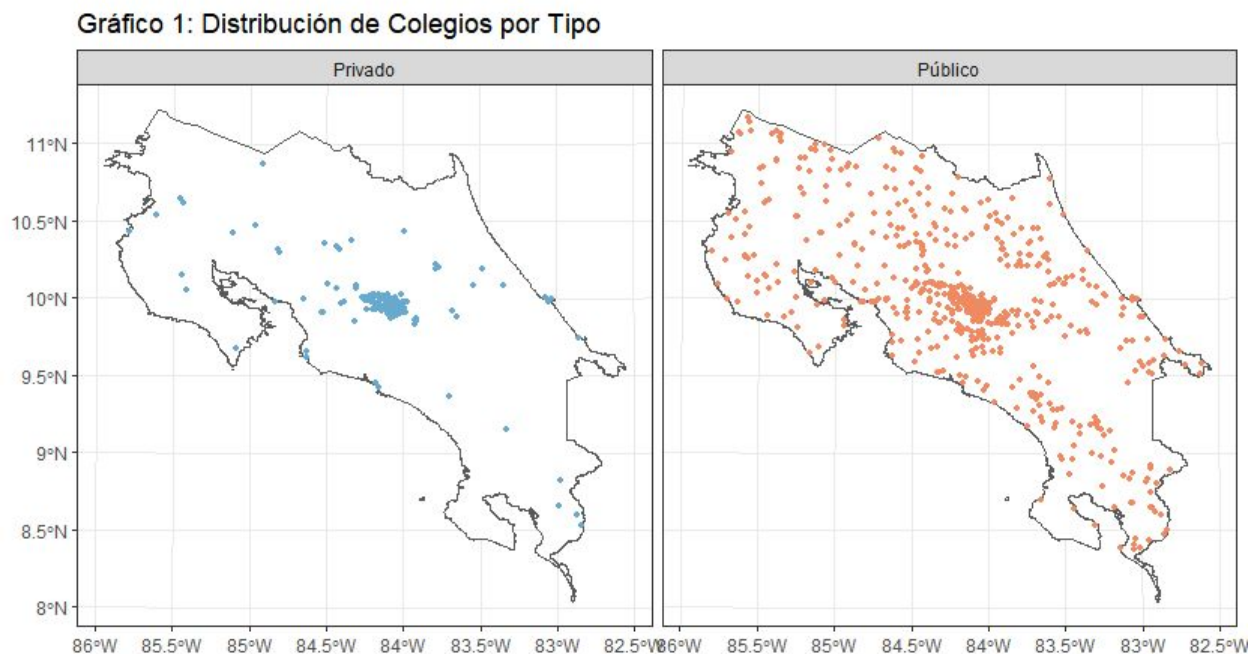 Gráfico 1: Distribución de Colegios por Tipo
Privado
Público
11°N
10.5°N
10°N
9.5°N
9°N
8.5°N
8°N
86°W 85.5°W 85°W 84.5°W 84°W 83.5°W 83°W 82.5°W
86°W 85.5°W 85°W 84.5°W 84°W 83.5°W 83°W 82.5°W